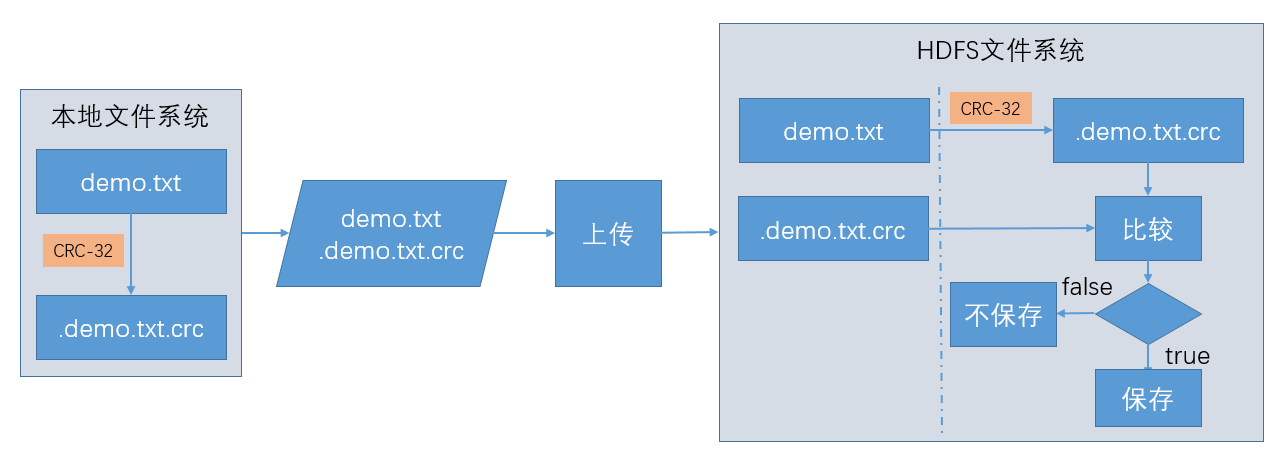 本地文件系统
demo.txt
CRC-32
.demo.txt.crc
demo.txt
.demo.txt.crc
上传
HDFS文件系统
demo.txt
CRC-32
.demo.txt.crc
.demo.txt.crc
比较
false
不保存
true
保存